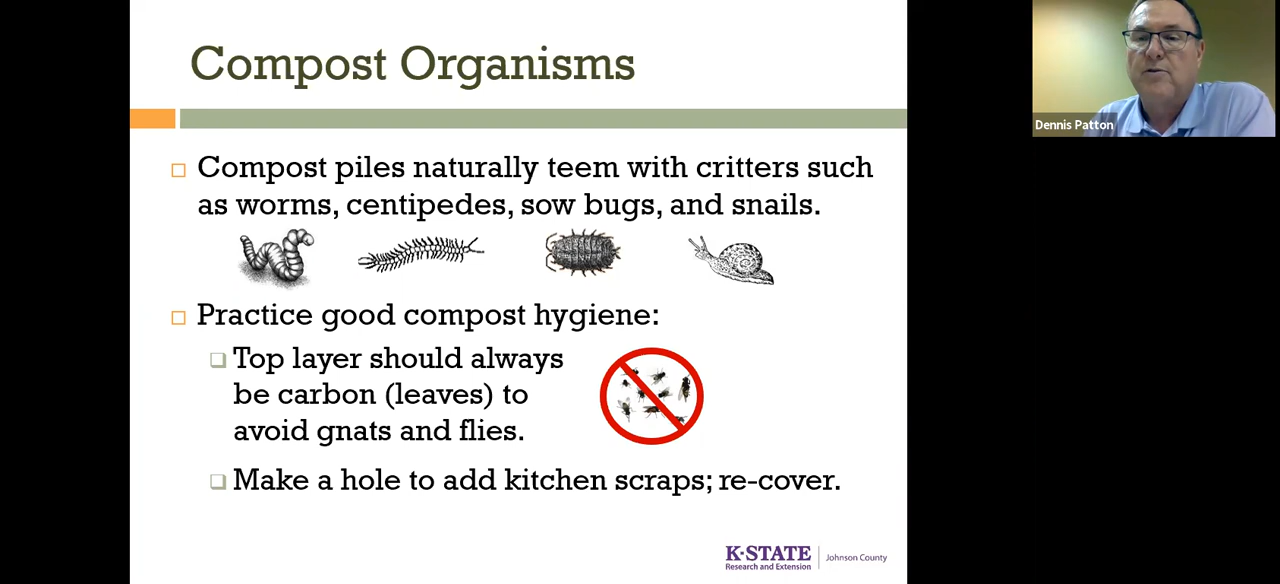 Compost Organisms
Compost piles naturally teem with critters such
as worms, centipedes, sow bugs, and snails.
Practice good compost hygiene:
Top layer should always
be carbon (leaves) to
avoid gnats and flies.
Make a hole to add kitchen scraps; re-cover.
K-STATE
Research and Extension
Johnson County
Dennis Patton